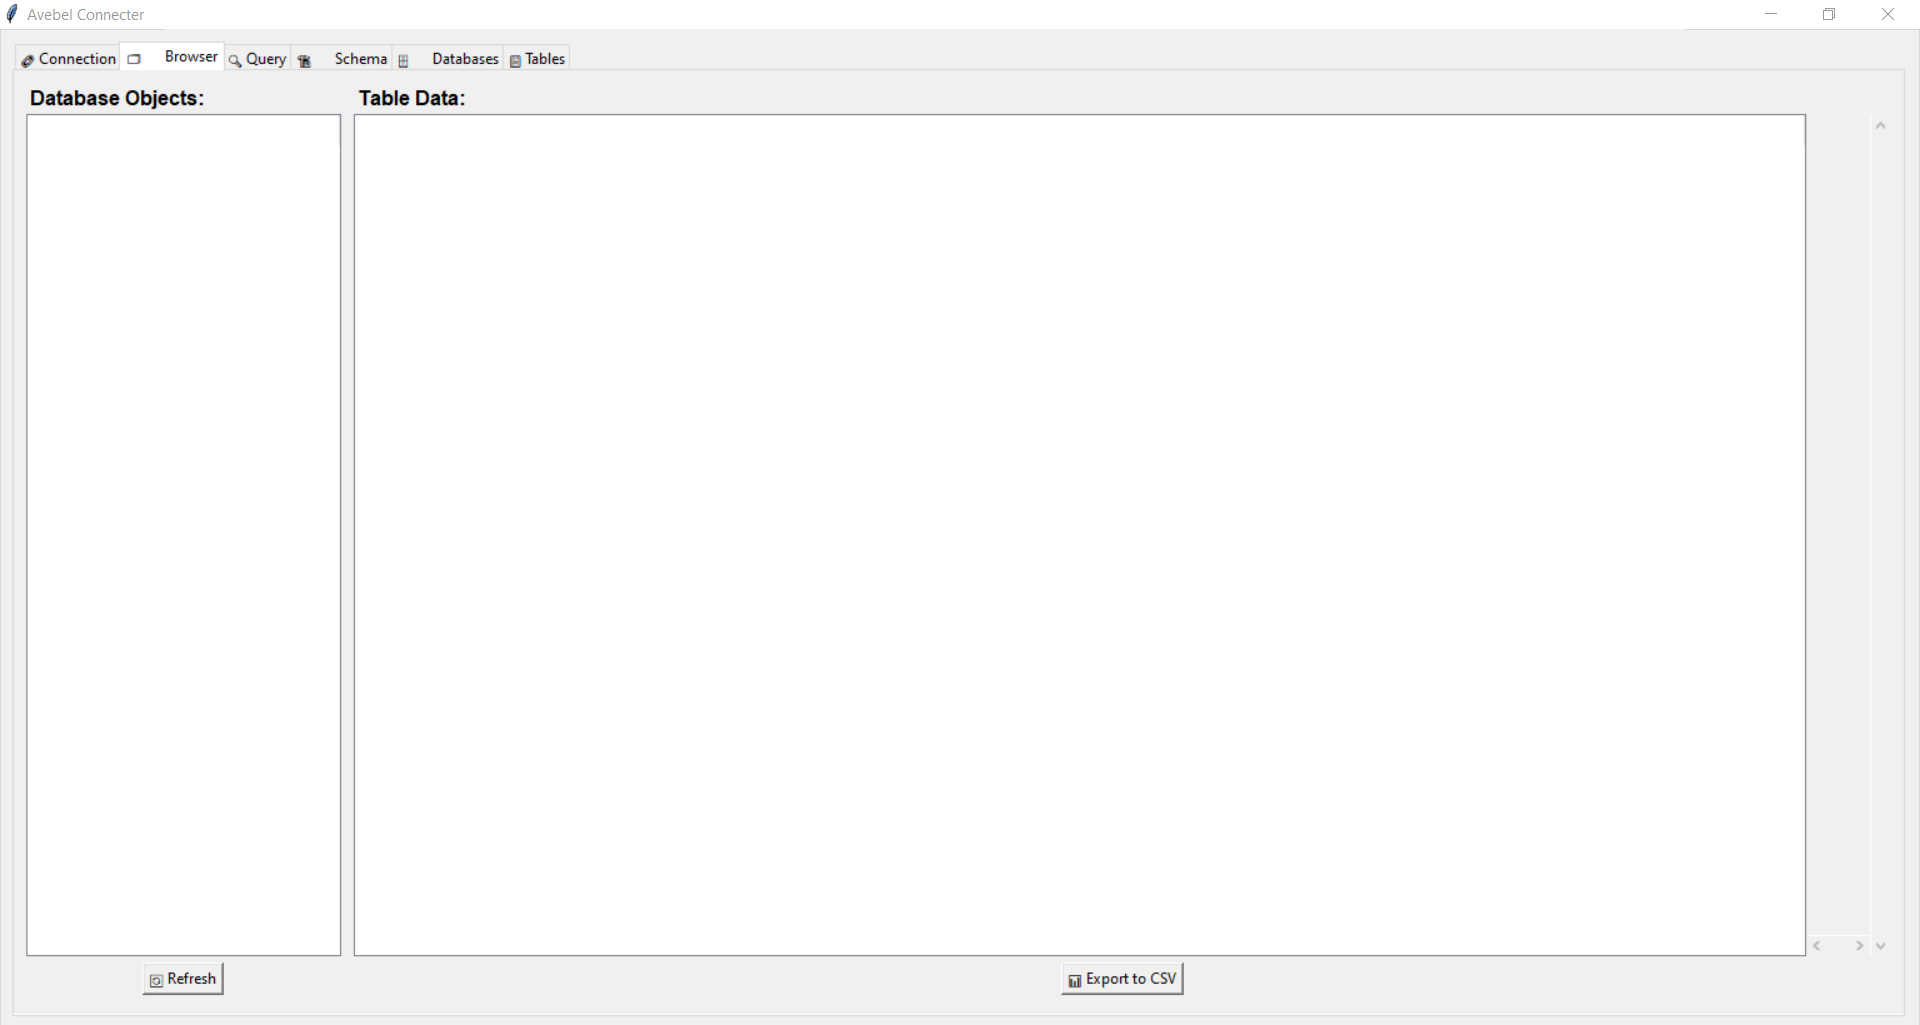 Avebel Connecter
Connection Browser Query Schema Databases Tables
Database Objects: Table Data:
Refresh Export to CSV